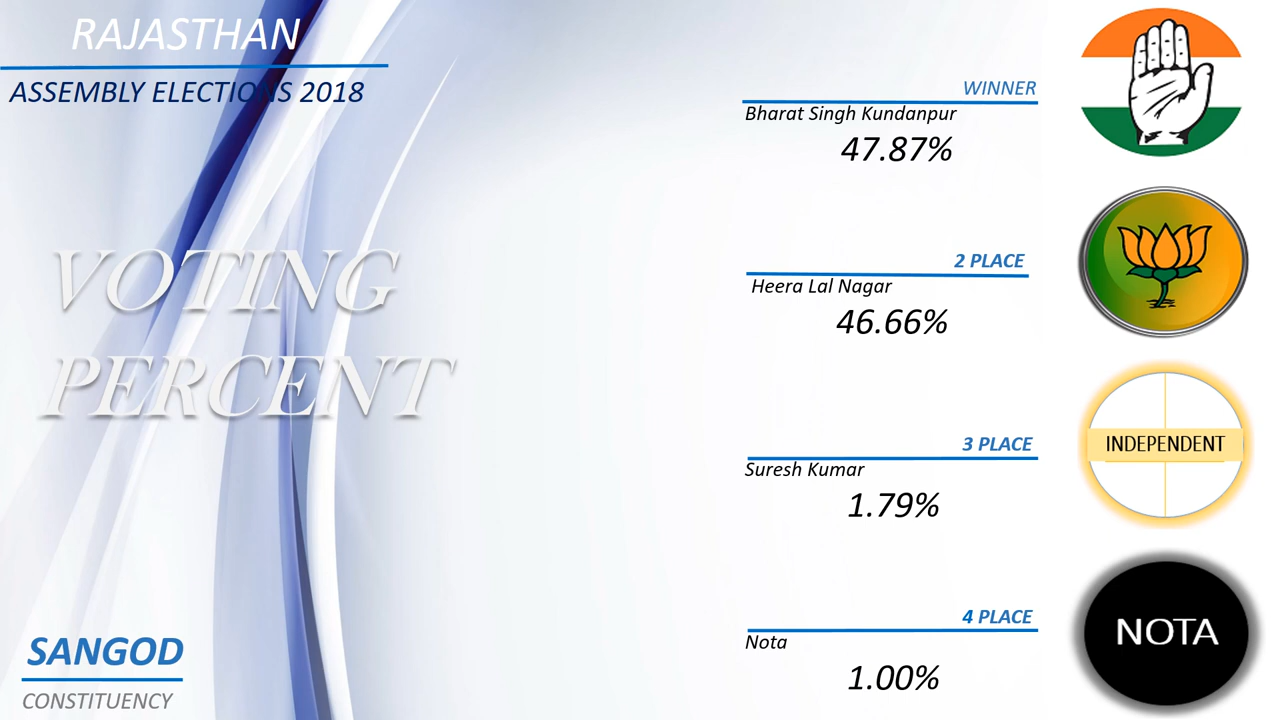 RAJASTHAN
ASSEMBLY ELECTIONS 2018
VOTING
PERCENT
SANGOD
CONSTITUENCY
WINNER
Bharat Singh Kundanpur
47.87%
2 PLACE
Heera Lal Nagar
46.66%
3 PLACE
Suresh Kumar
1.79%
INDEPENDENT
4 PLACE
Nota
1.00%
NOTA